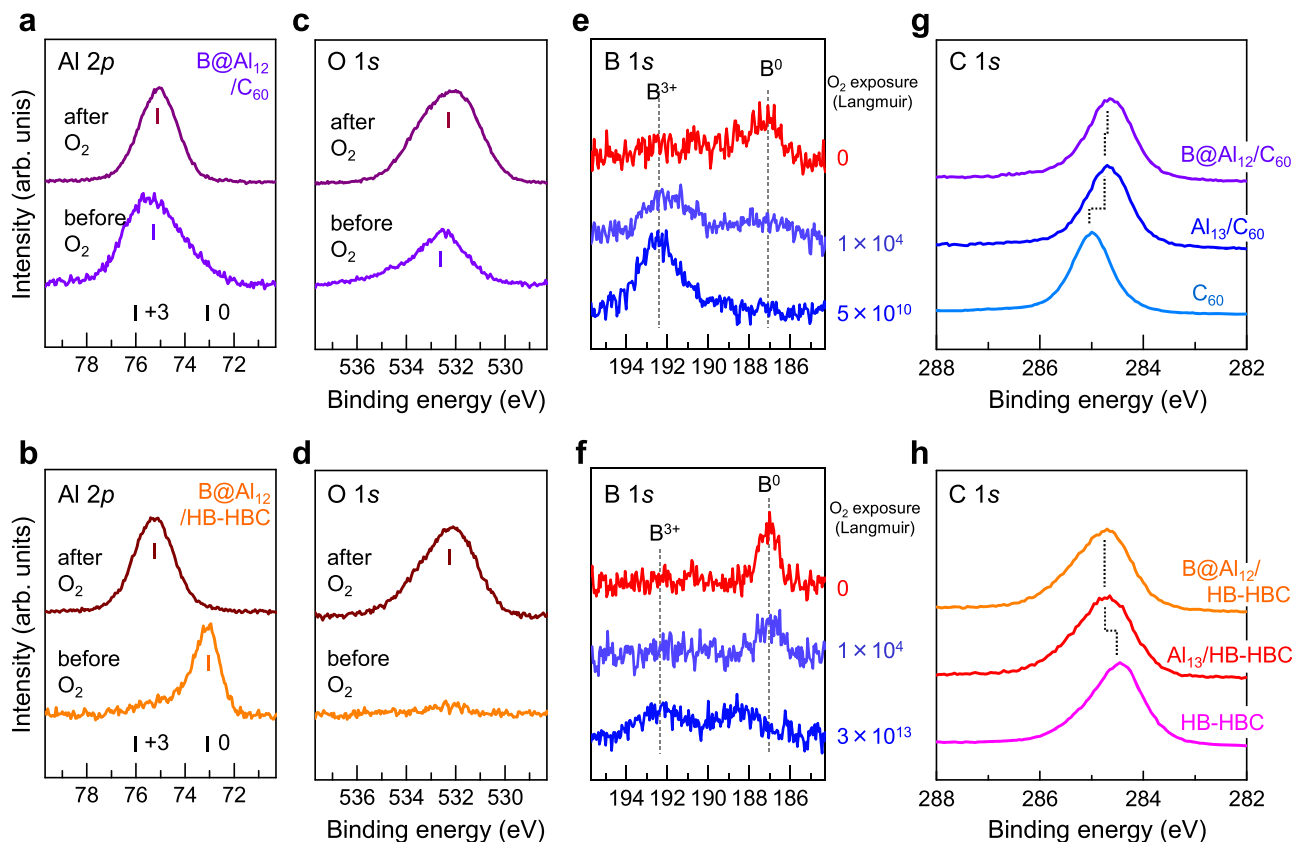 a
Al 2p
B@Al₁₂
/C₆₀
after
O₂
before
O₂
+3
0
78
76
74
72
Intensity (arb. unis)
c
O 1s
after
O₂
before
O₂
536
534
532
530
Binding energy (eV)
e
B 1s
B³⁺
B⁰
O₂ exposure
(Langmuir)
0
1×10⁴
5×10¹⁰
194
192
190
188
186
g
C 1s
B@Al₁₂/C₆₀
Al₁₃/C₆₀
C₆₀
288
286
284
282
Binding energy (eV)
b
Al 2p
B@Al₁₂
/HB-HBC
after
O₂
before
O₂
+3
0
78
76
74
72
Intensity (arb. units)
d
O 1s
after
O₂
before
O₂
536
534
532
530
Binding energy (eV)
f
B 1s
B³⁺
B⁰
O₂ exposure
(Langmuir)
0
1×10⁴
3×10¹³
194
192
190
188
186
h
C 1s
B@Al₁₂/
HB-HBC
Al₁₃/HB-HBC
HB-HBC
288
286
284
282
Binding energy (eV)